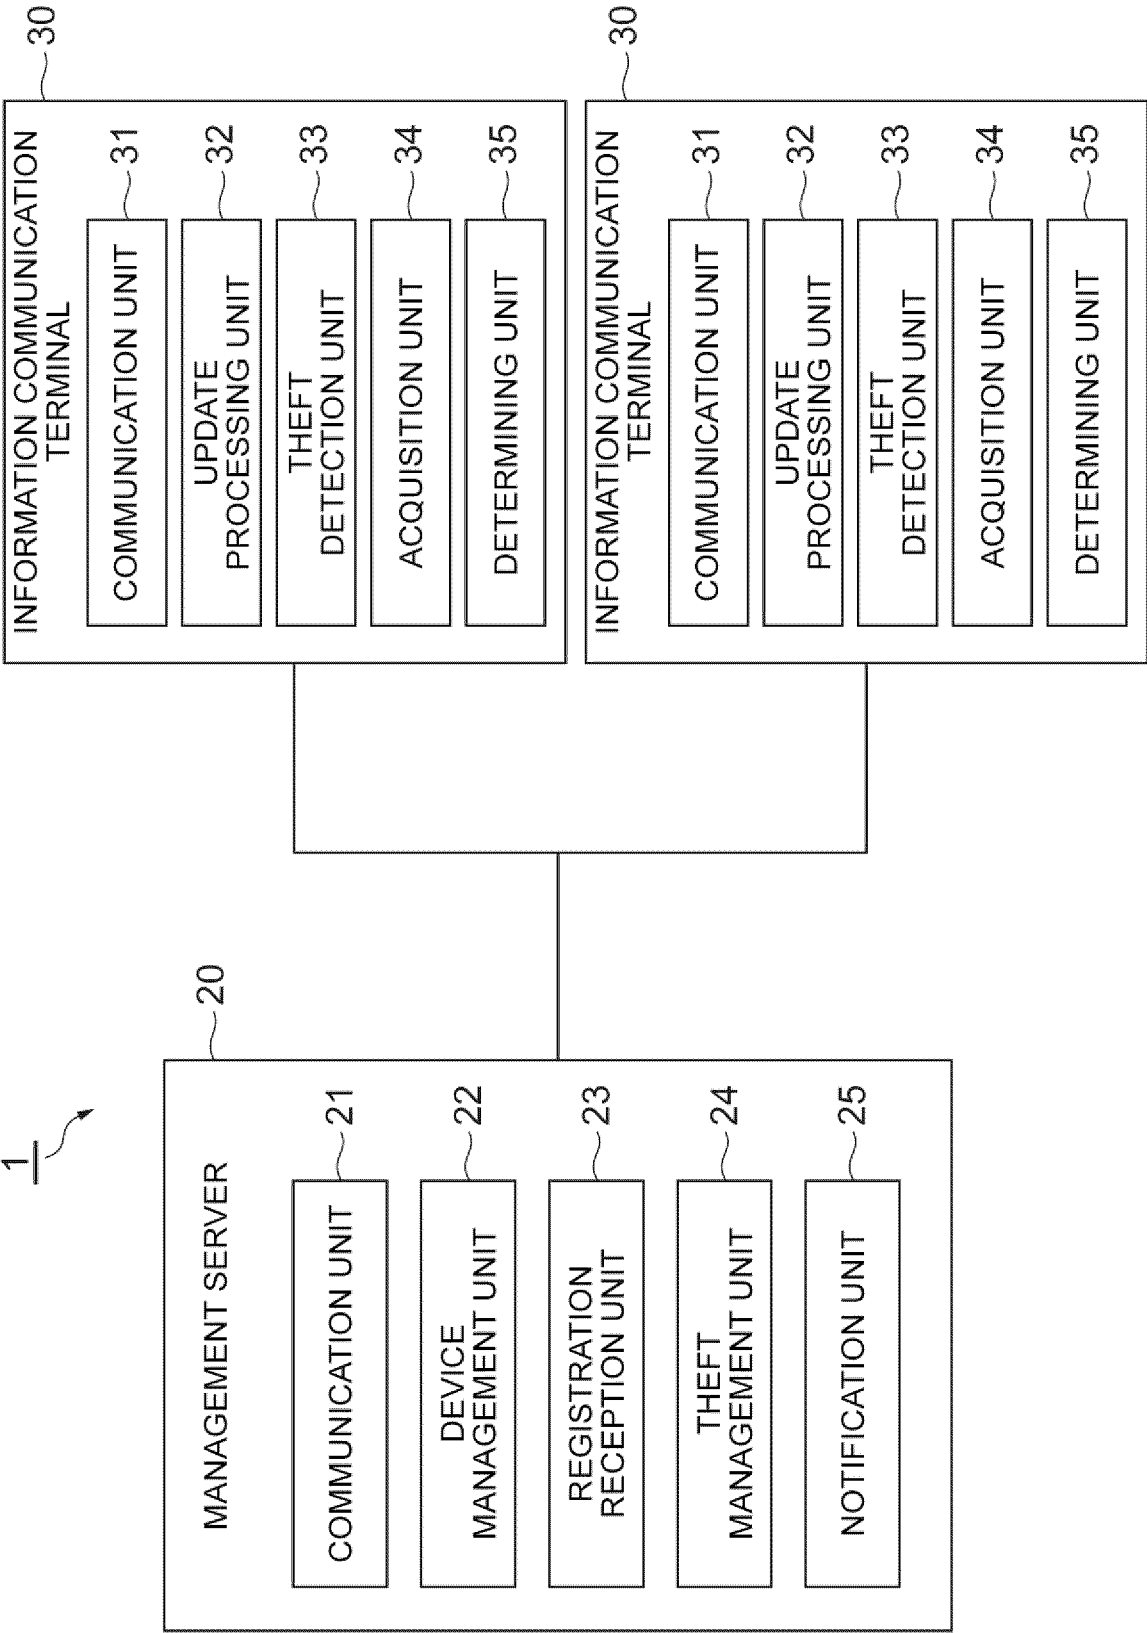 1
20
MANAGEMENT SERVER
21
COMMUNICATION UNIT
22
DEVICE
MANAGEMENT UNIT
23
REGISTRATION
RECEPTION UNIT
24
THEFT
MANAGEMENT UNIT
25
NOTIFICATION UNIT
30
INFORMATION COMMUNICATION
TERMINAL
31
COMMUNICATION UNIT
32
UPDATE
PROCESSING UNIT
33
THEFT
DETECTION UNIT
34
ACQUISITION UNIT
35
DETERMINING UNIT
30
INFORMATION COMMUNICATION
TERMINAL
31
COMMUNICATION UNIT
32
UPDATE
PROCESSING UNIT
33
THEFT
DETECTION UNIT
34
ACQUISITION UNIT
35
DETERMINING UNIT